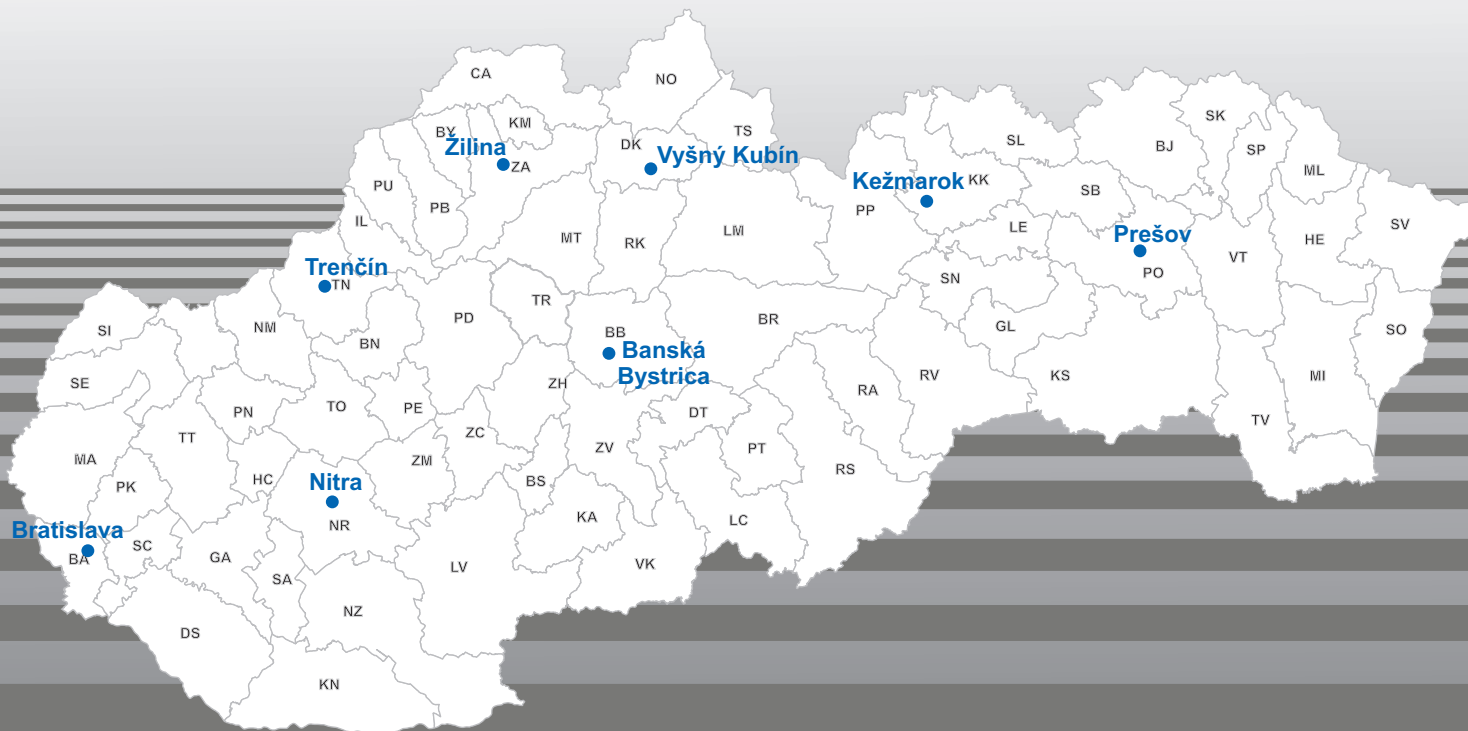 CA
NO
KM
BY
TS
Žilina
DK
ZA
Vyšný Kubín
SK
SL
BJ
SP
ML
Kežmarok
KK
PU
PB
SB
PP
IL
LM
LE
Prešov
SV
MT
RK
HE
VT
Trenčín
TN
SN
PO
TR
SI
NM
PD
BR
GL
SO
BB
BN
Banská
Bystrica
SE
ZH
RA
RV
KS
MI
PN
TO
PE
DT
TT
ZC
ZV
PT
TV
MA
ZM
RS
PK
HC
Nitra
BS
NR
KA
LC
Bratislava
BA
SC
GA
LV
VK
SA
NZ
DS
KN